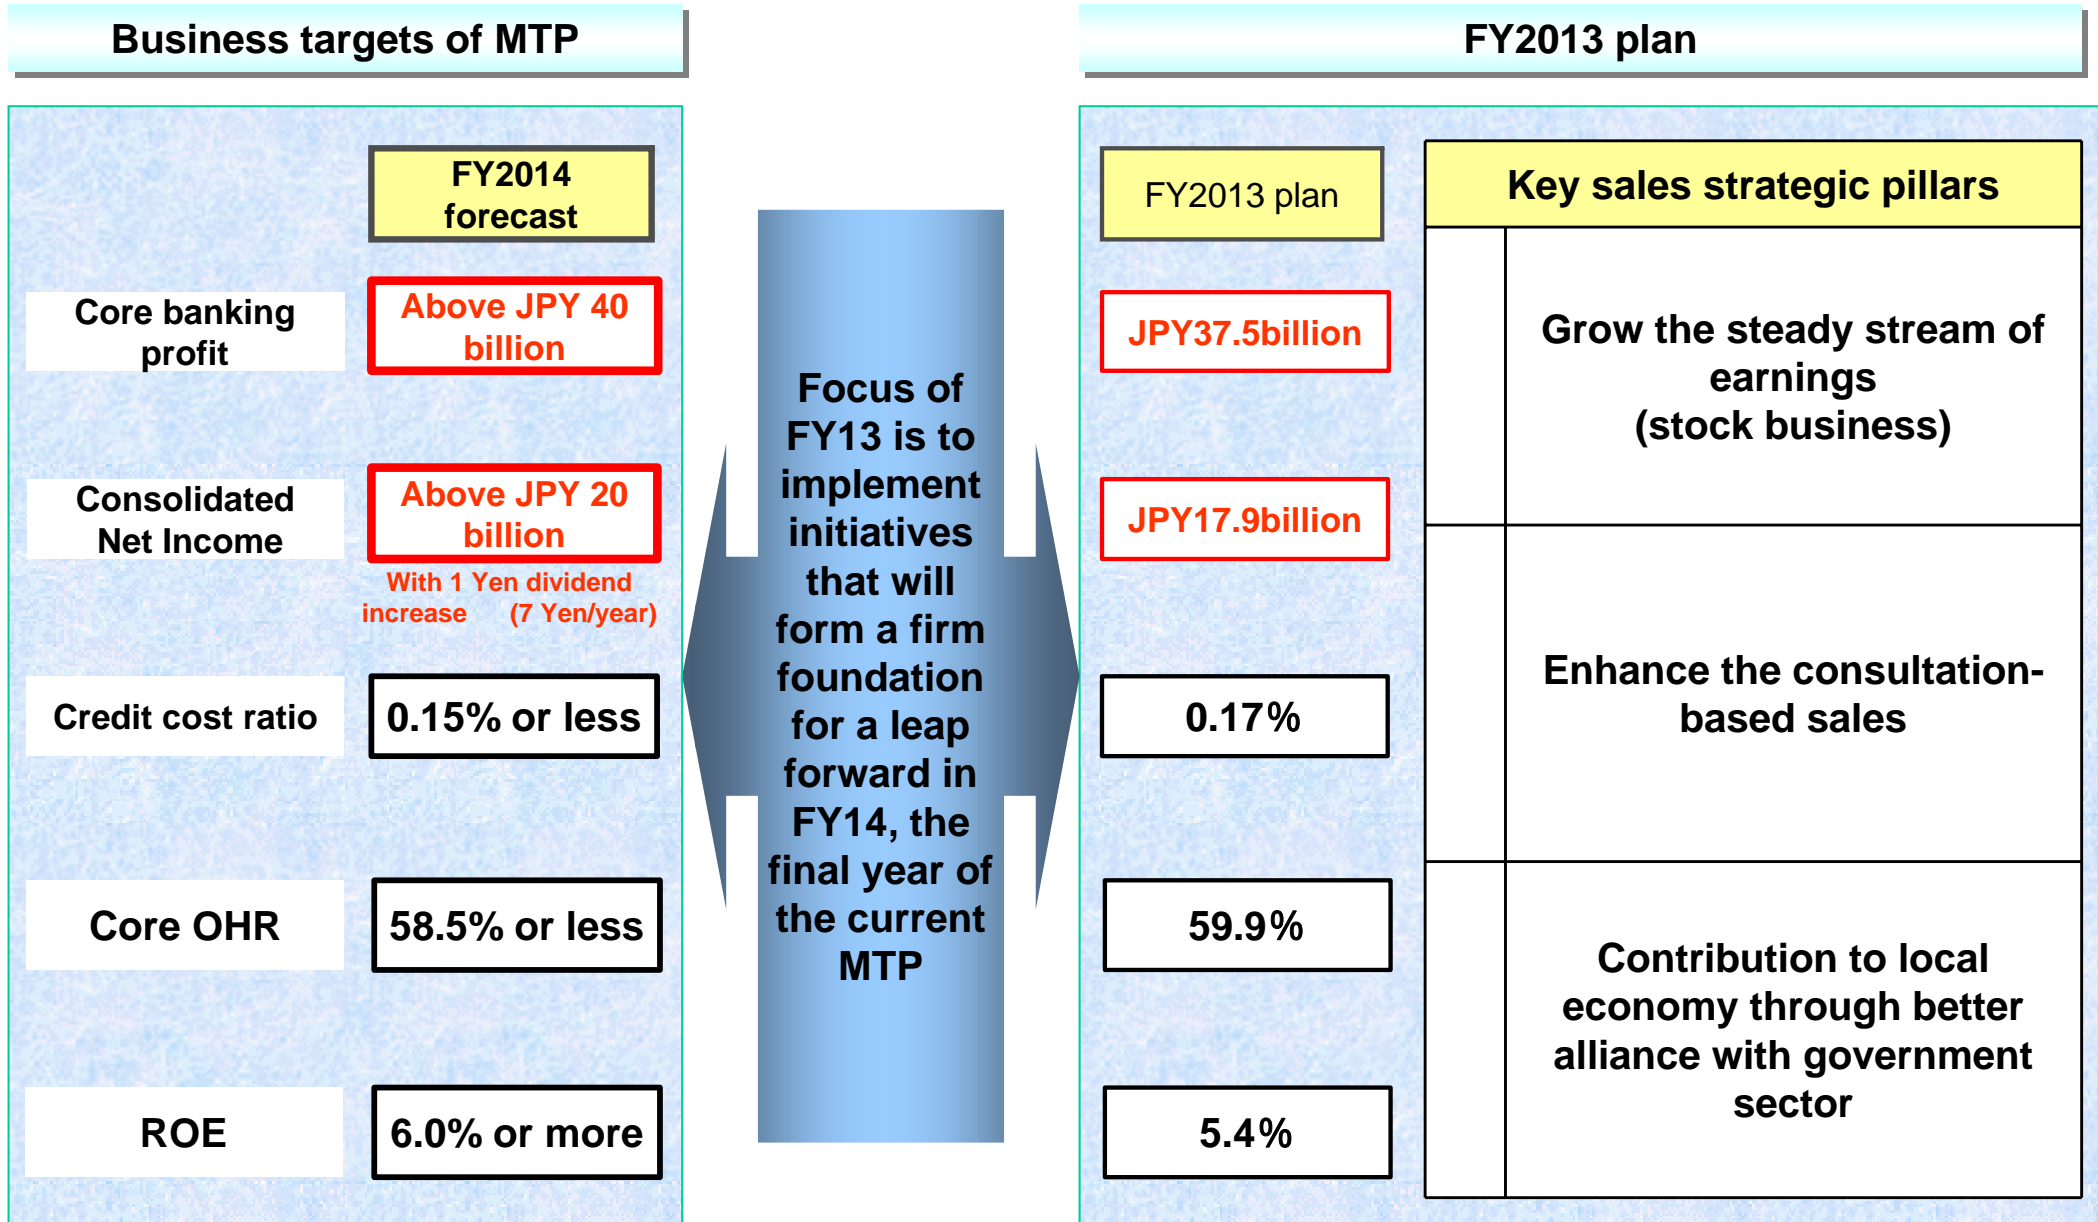 Business targets of MTP
FY2014
forecast
Core banking
profit
Above JPY 40
billion
Consolidated
Net Income
Above JPY 20
billion
With 1 Yen dividend
increase (7 Yen/year)
Credit cost ratio
0.15% or less
Core OHR
58.5% or less
ROE
6.0% or more
Focus of
FY13 is to
implement
initiatives
that will
form a firm
foundation
for a leap
forward in
FY14, the
final year of
the current
MTP
FY2013 plan
FY2013 plan
JPY37.5billion
JPY17.9billion
0.17%
59.9%
5.4%
Key sales strategic pillars
Grow the steady stream of
earnings
(stock business)
Enhance the consultation-
based sales
Contribution to local
economy through better
alliance with government
sector